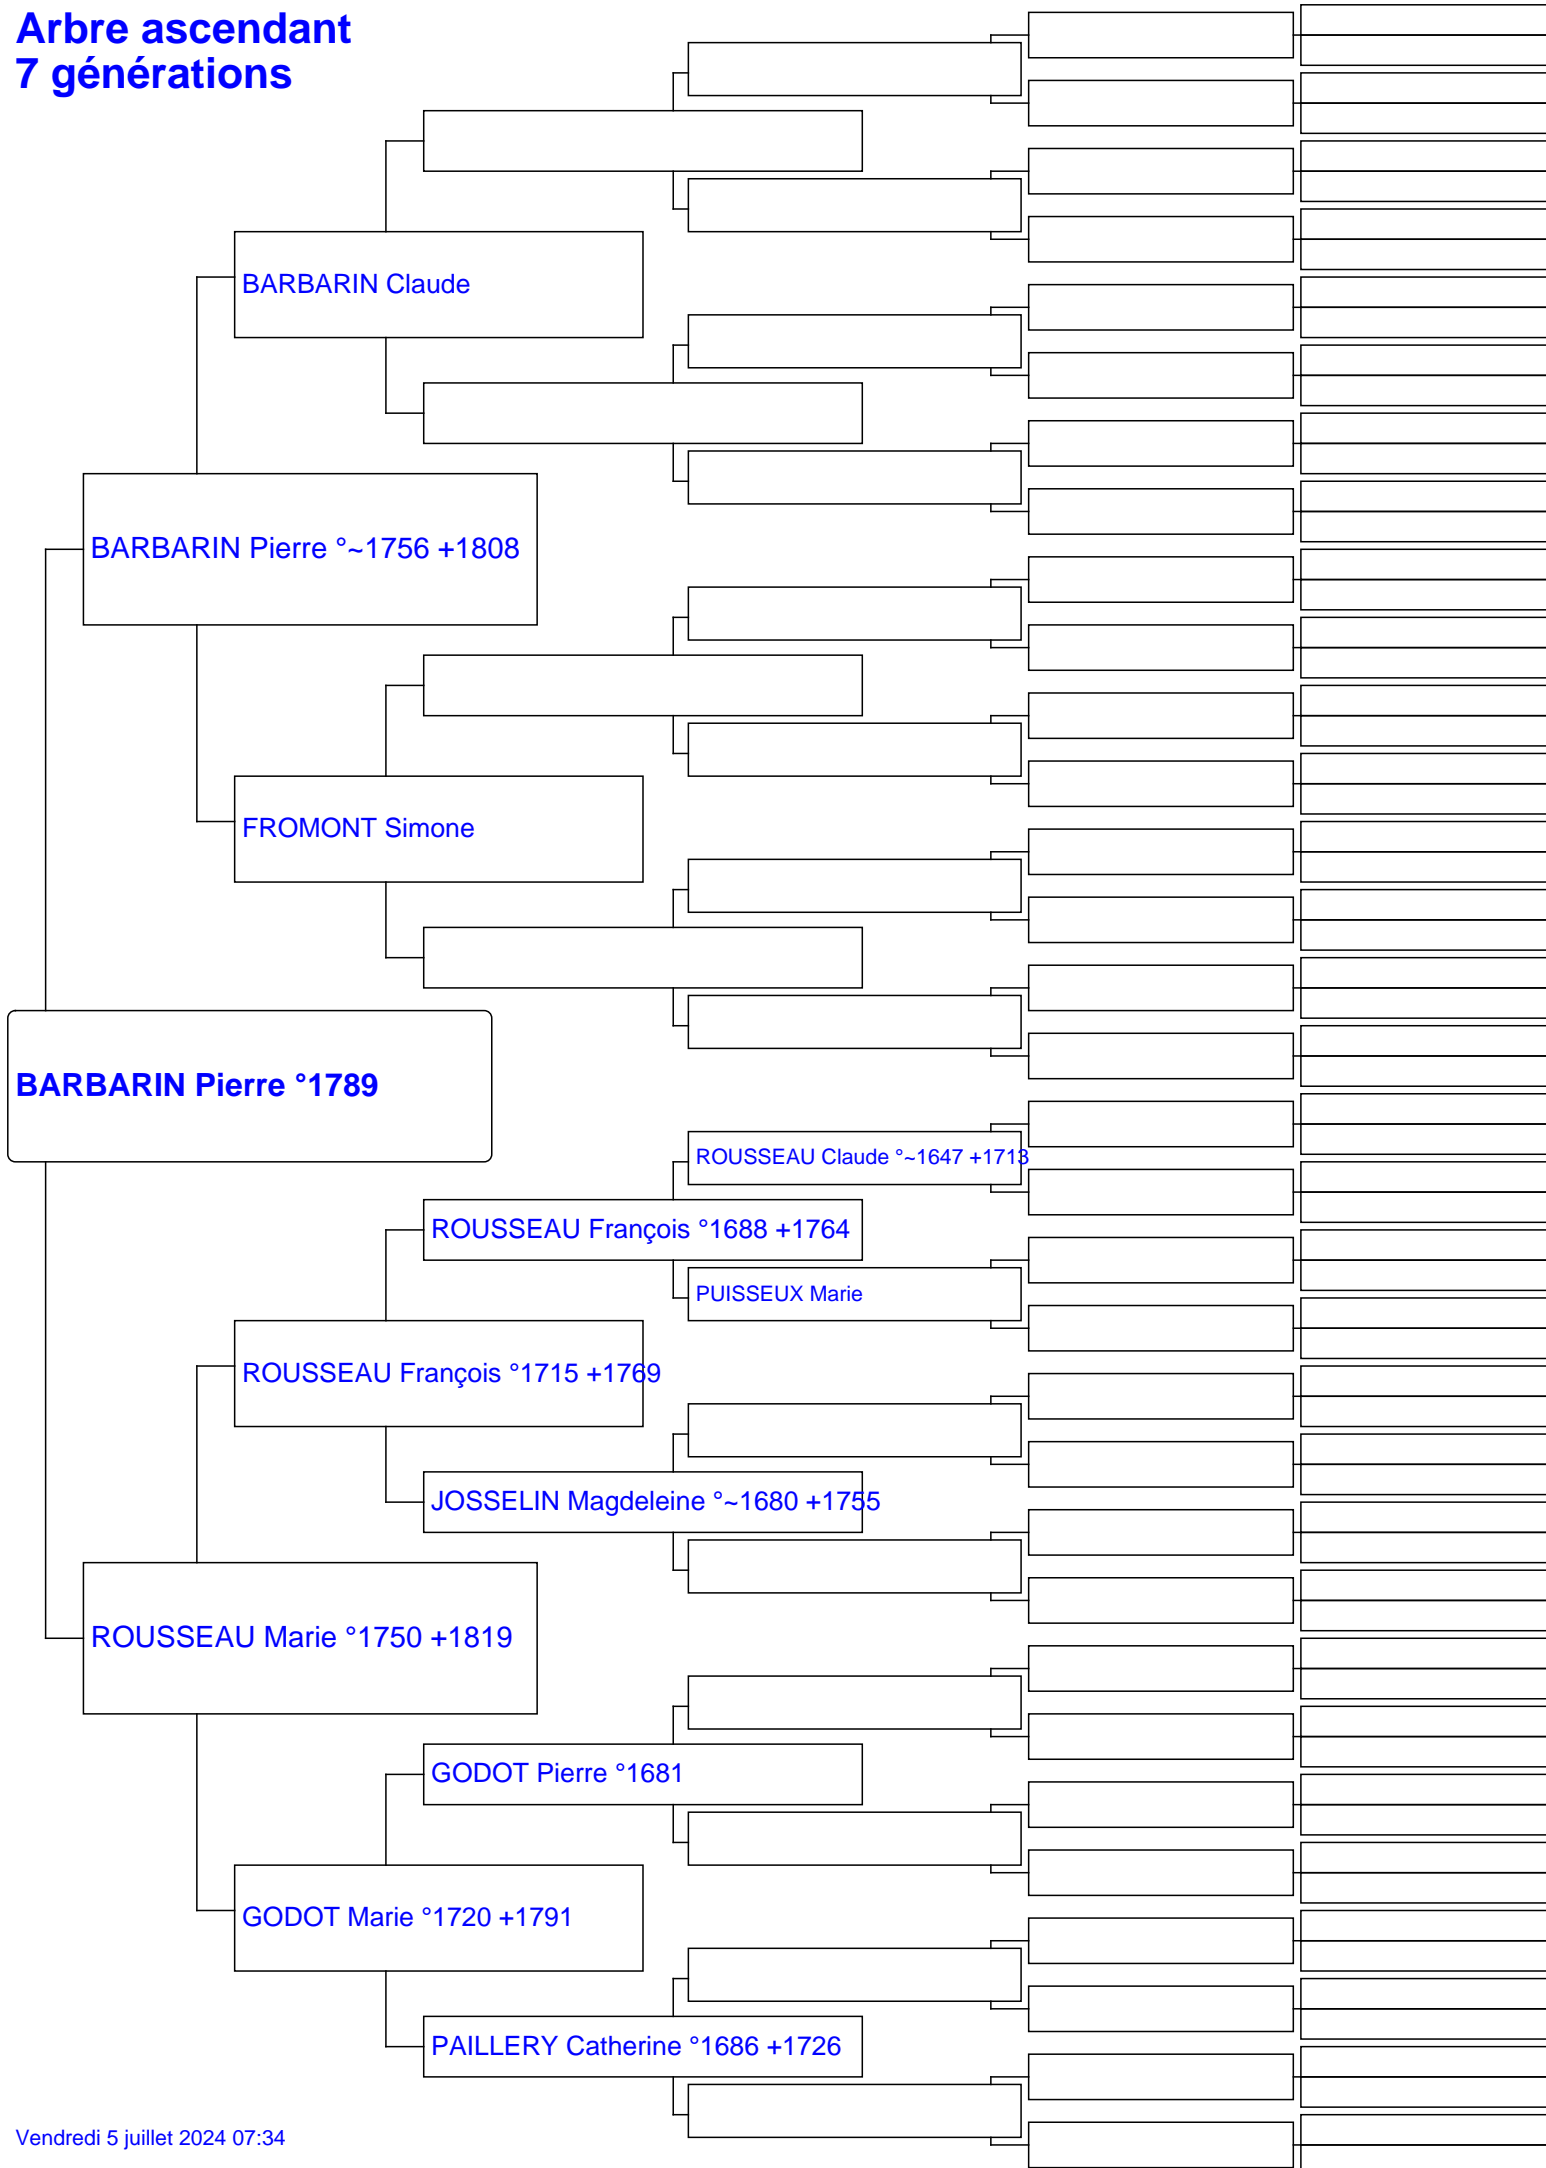 Arbre ascendant
7 générations
BARBARIN Claude
BARBARIN Pierre °~1756 +1808
FROMONT Simone
BARBARIN Pierre °1789
ROUSSEAU Claude °~1647 +1713
ROUSSEAU François °1688 +1764
PUISSEUX Marie
ROUSSEAU François °1715 +1769
JOSSELIN Magdeleine °~1680 +1755
ROUSSEAU Marie °1750 +1819
GODOT Pierre °1681
GODOT Marie °1720 +1791
PAILLERY Catherine °1686 +1726
Vendredi 5 juillet 2024 07:34